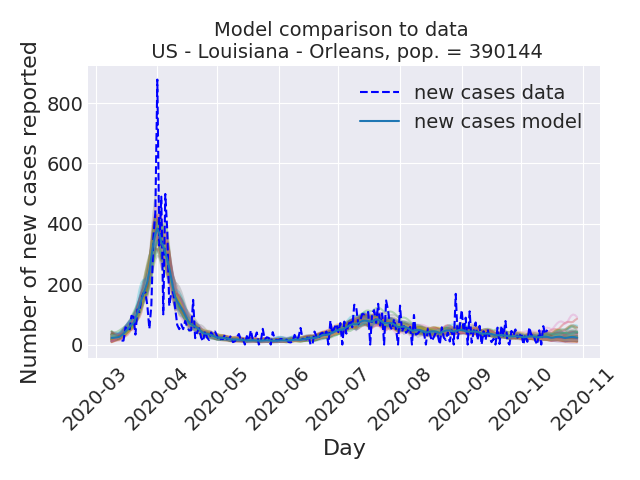 Model comparison to data
US - Louisiana - Orleans, pop. = 390144
Number of new cases reported
800
600
400
200
0
new cases data
new cases model
2020-03
2020-04
2020-05
2020-06
2020-07
2020-08
2020-09
2020-10
2020-11
Day